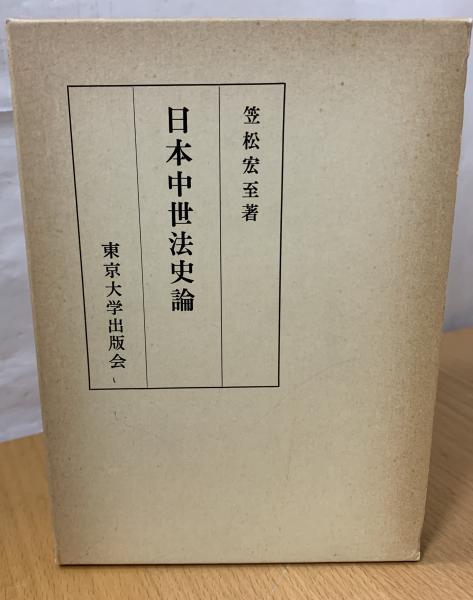 笠松宏至著
日本中世法史論
東京大学出版会